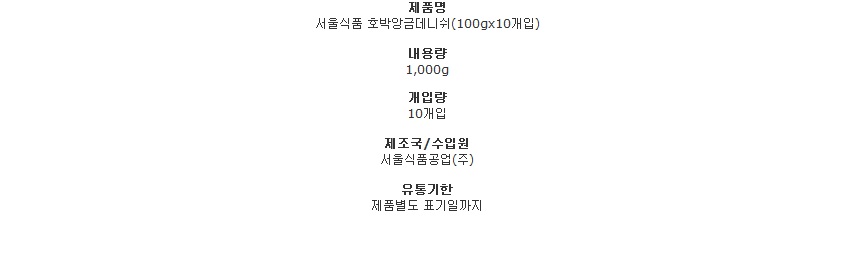 제품명
서울식품 호박앙금데니쉬(100gx10개입)
내용량
1,000g
개입량
10개입
제조국/수입원
서울식품공업(주)
유통기한
제품별도 표기일까지